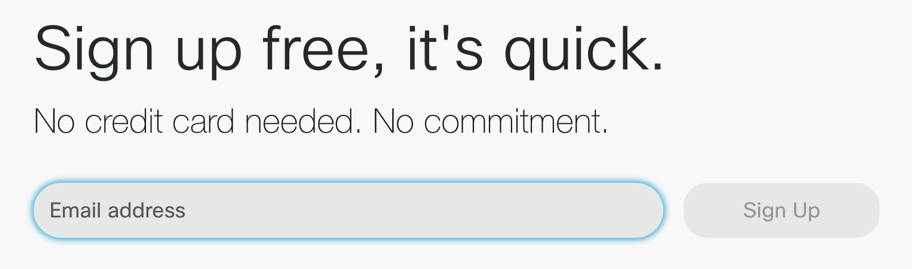 Sign up free, it's quick.
No credit card needed. No commitment.
Email address
Sign Up